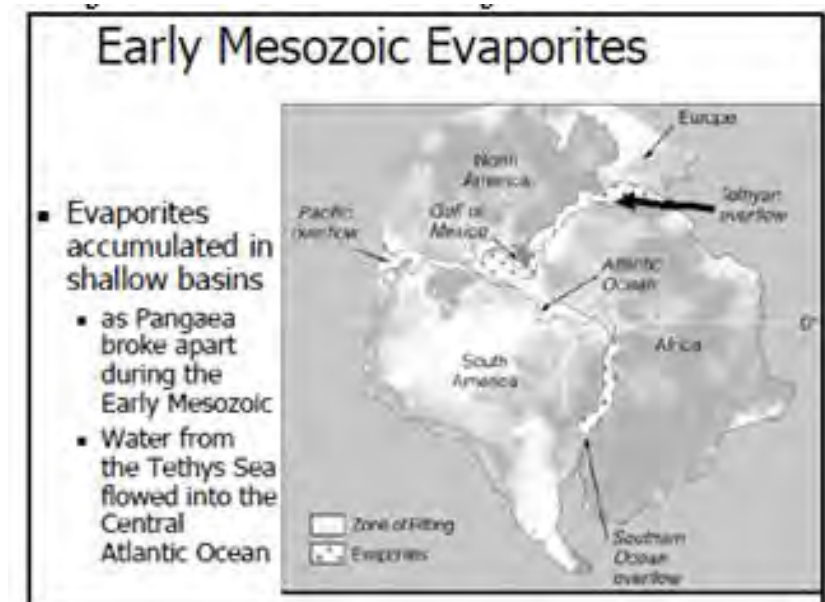 Early Mesozoic Evaporites
▪ Evaporites
accumulated in
shallow basins
▪ as Pangaea
broke apart
during the
Early Mesozoic
▪ Water from
the Tethys Sea
flowed into the
Central
Atlantic Ocean
Europe
North
America
Tethyan
overflow
Pacific
overflow
Gulf of
Mexico
Atlantic
Ocean
0°
Africa
South
America
Zone of Rifting
Evaporites
Southern
Ocean
overflow